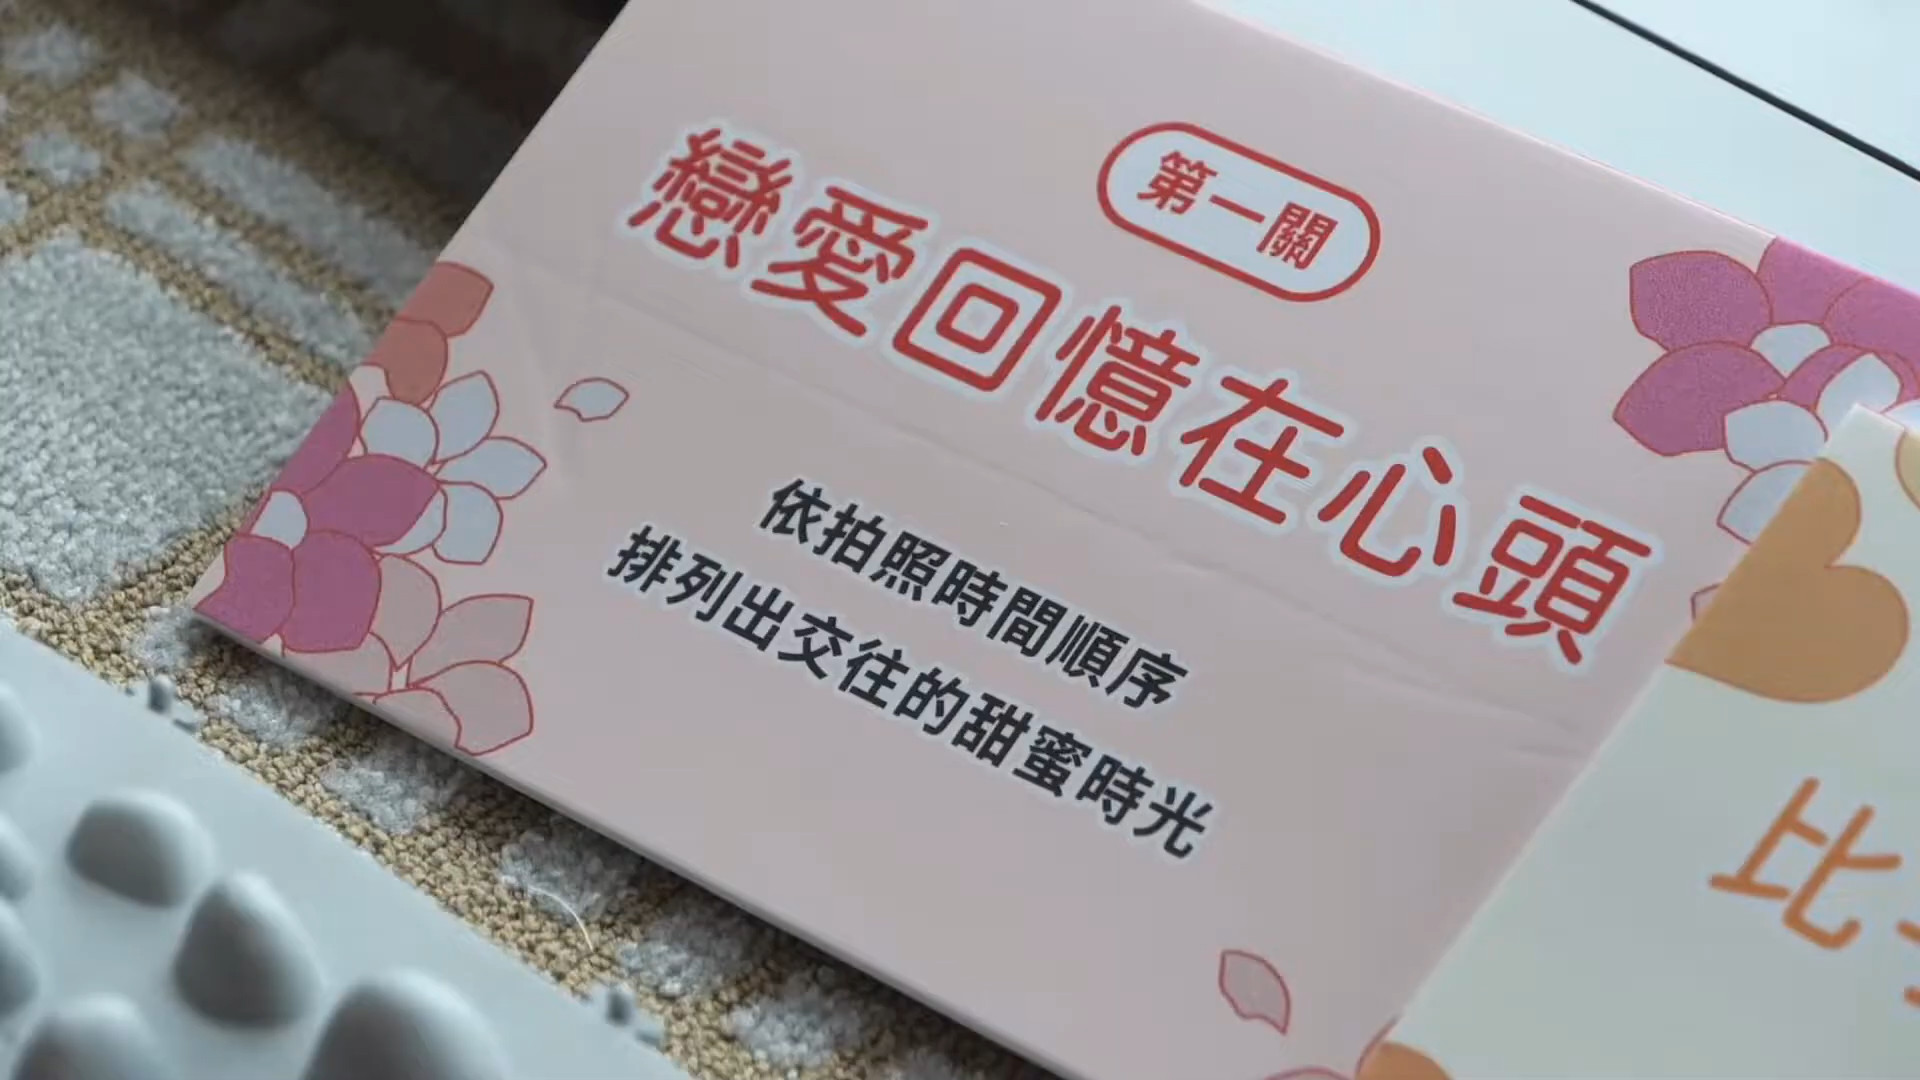 第一關
戀愛回憶在心頭
依拍照時間順序
排列出交往的甜蜜時光
比